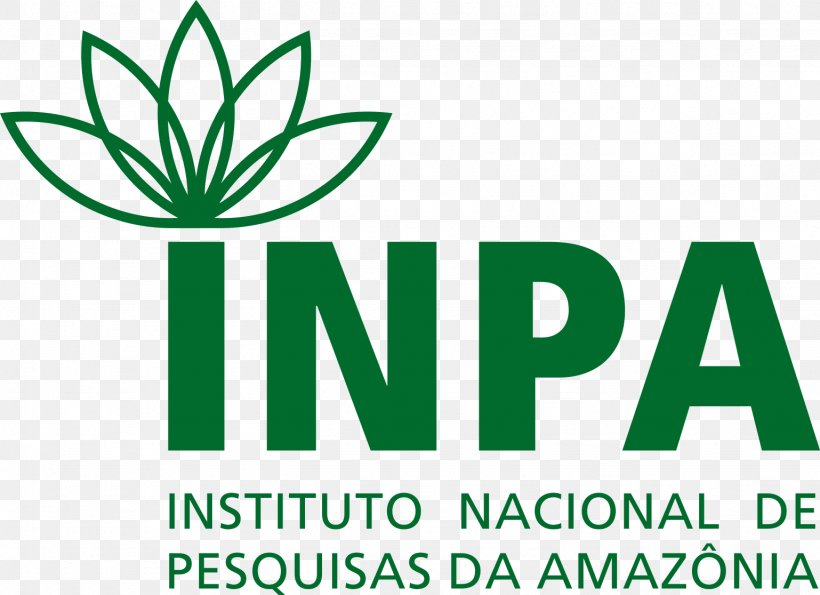 INPA
INSTITUTO NACIONAL DE
PESQUISAS DA AMAZÔNIA